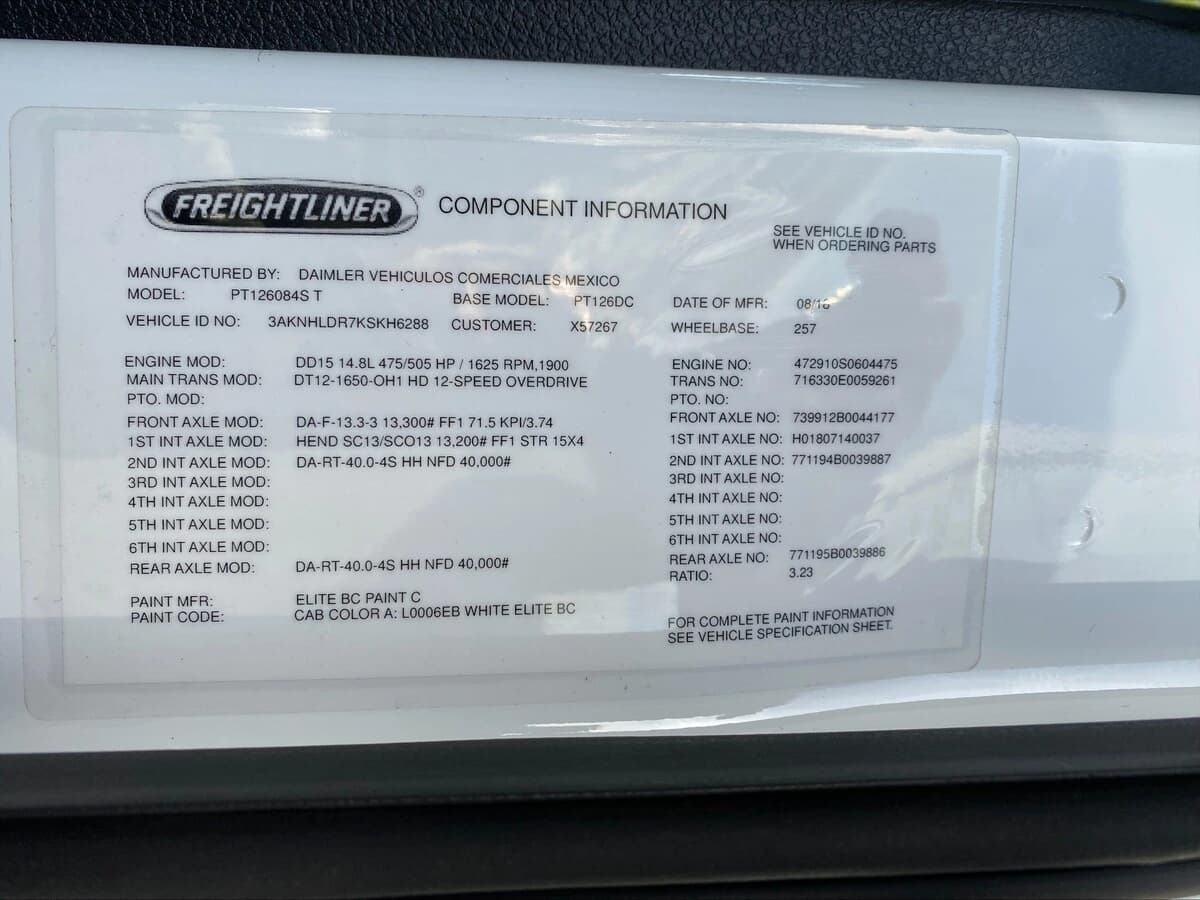 FREIGHTLINER® COMPONENT INFORMATION
SEE VEHICLE ID NO.
WHEN ORDERING PARTS
MANUFACTURED BY: DAIMLER VEHICULOS COMERCIALES MEXICO
MODEL: PT126084S T BASE MODEL: PT126DC DATE OF MFR: 08/18
VEHICLE ID NO: 3AKNHLDR7KSKH6288 CUSTOMER: X57267 WHEELBASE: 257
ENGINE MOD: DD15 14.8L 475/505 HP / 1625 RPM,1900 ENGINE NO: 472910S0604475
MAIN TRANS MOD: DT12-1650-OH1 HD 12-SPEED OVERDRIVE TRANS NO: 716330E0059261
PTO. MOD: PTO. NO:
FRONT AXLE MOD: DA-F-13.3-3 13,300# FF1 71.5 KPI/3.74 FRONT AXLE NO: 739912B0044177
1ST INT AXLE MOD: HEND SC13/SCO13 13,200# FF1 STR 15X4 1ST INT AXLE NO: H01807140037
2ND INT AXLE MOD: DA-RT-40.0-4S HH NFD 40,000# 2ND INT AXLE NO: 771194B0039887
3RD INT AXLE MOD: 3RD INT AXLE NO:
4TH INT AXLE MOD: 4TH INT AXLE NO:
5TH INT AXLE MOD: 5TH INT AXLE NO:
6TH INT AXLE MOD: 6TH INT AXLE NO:
REAR AXLE MOD: DA-RT-40.0-4S HH NFD 40,000# REAR AXLE NO: 771195B0039886
RATIO: 3.23
PAINT MFR: ELITE BC PAINT C
PAINT CODE: CAB COLOR A: L0006EB WHITE ELITE BC
FOR COMPLETE PAINT INFORMATION
SEE VEHICLE SPECIFICATION SHEET.